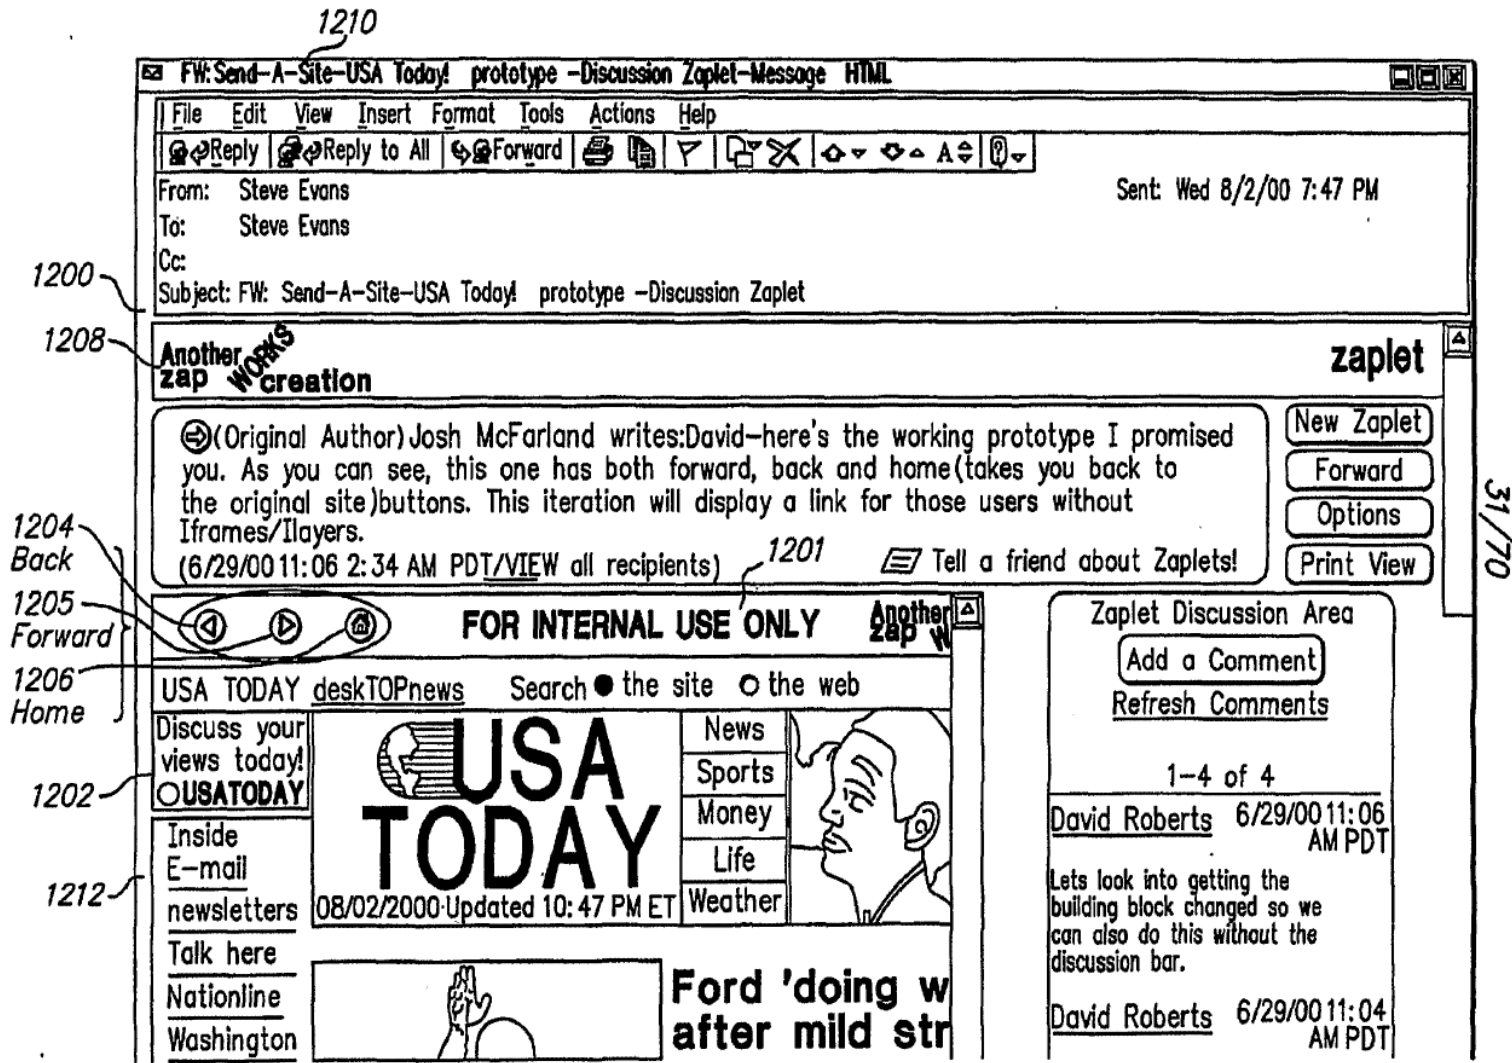 1210
FW: Send-A-Site-USA Today! prototype -Discussion Zaplet-Message HTML
File Edit View Insert Format Tools Actions Help
Reply Reply to All Forward A
From: Steve Evans
Sent: Wed 8/2/00 7:47 PM
To: Steve Evans
Cc:
Subject: FW: Send-A-Site-USA Today! prototype -Discussion Zaplet
1200
1208
Another
zap WORKS creation
zaplet
(Original Author) Josh McFarland writes:David-here's the working prototype I promised
you. As you can see, this one has both forward, back and home(takes you back to
the original site)buttons. This iteration will display a link for those users without
Iframes/Ilayers.
(6/29/00 11:06 2:34 AM PDT/VIEW all recipients)
Tell a friend about Zaplets!
New Zaplet
Forward
Options
Print View
31/70
1204
Back
1205
Forward
1206
Home
1201
FOR INTERNAL USE ONLY
Another
zap W
USA TODAY deskTOPnews Search the site the web
Discuss your
views today!
USATODAY
1202
Inside
E-mail
newsletters
Talk here
Nationline
Washington
1212
USA
TODAY
08/02/2000-Updated 10:47 PM ET
News
Sports
Money
Life
Weather
Ford 'doing w
after mild str
Zaplet Discussion Area
Add a Comment
Refresh Comments
1-4 of 4
David Roberts 6/29/00 11:06
AM PDT
Lets look into getting the
building block changed so we
can also do this without the
discussion bar.
David Roberts 6/29/00 11:04
AM PDT